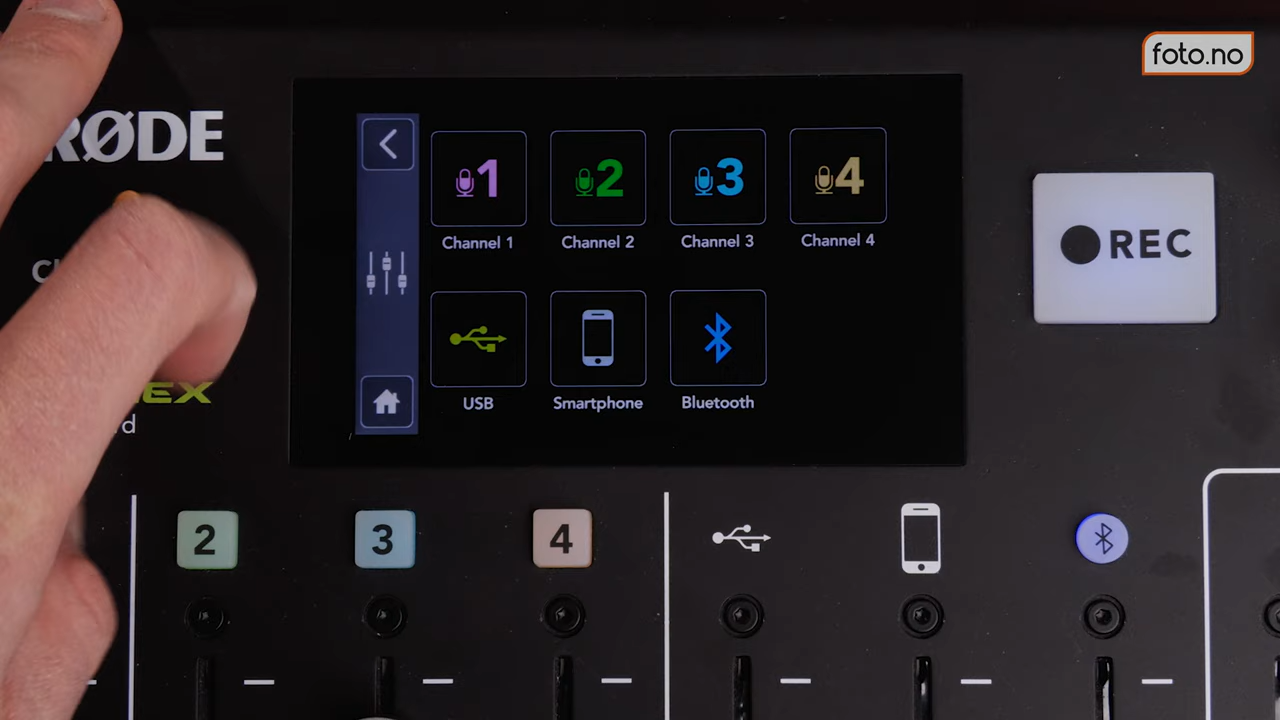 foto.no
RØDE
1
2
3
4
Channel 1
Channel 2
Channel 3
Channel 4
REC
USB
Smartphone
Bluetooth
2
3
4